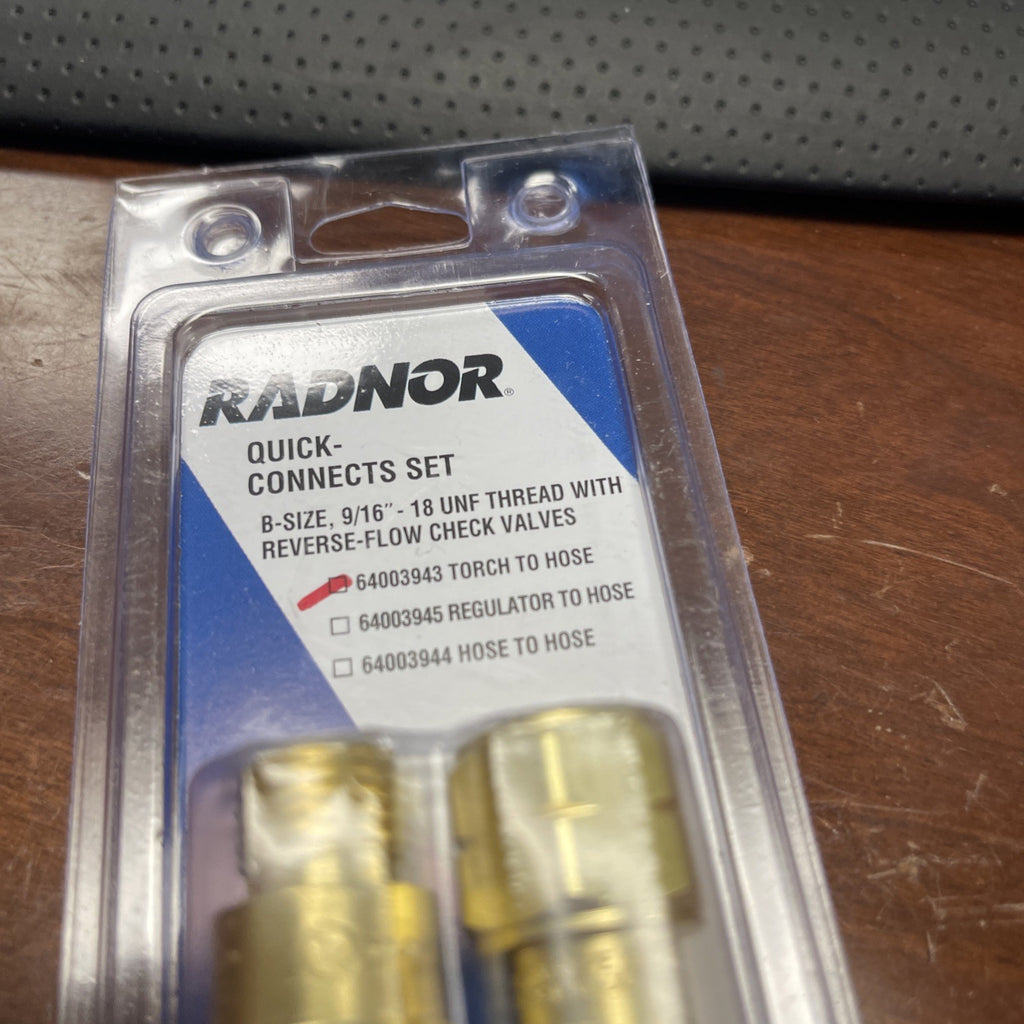 RADNOR®
QUICK-
CONNECTS SET
B-SIZE, 9/16″ - 18 UNF THREAD WITH
REVERSE-FLOW CHECK VALVES
64003943 TORCH TO HOSE
64003945 REGULATOR TO HOSE
64003944 HOSE TO HOSE